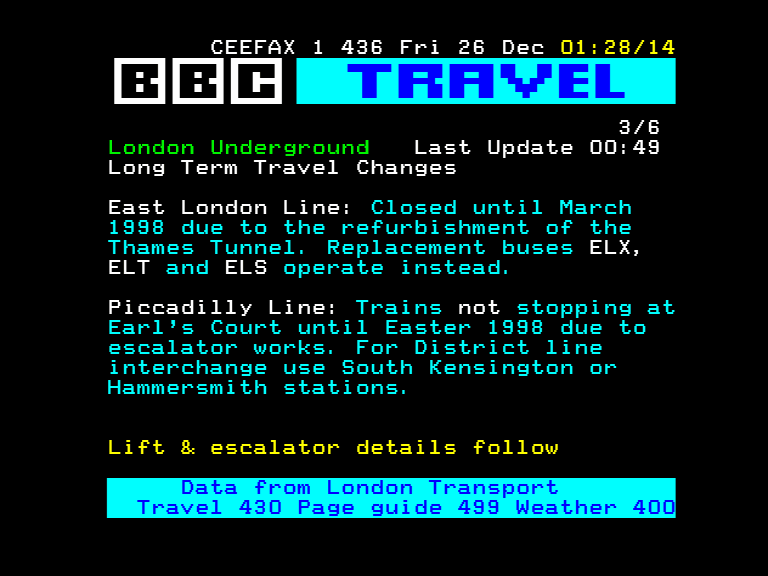 CEEFAX 1 436 Fri 26 Dec 01:28/14
BBC TRAVEL
3/6
London Underground Last Update 00:49
Long Term Travel Changes
East London Line: Closed until March
1998 due to the refurbishment of the
Thames Tunnel. Replacement buses ELX,
ELT and ELS operate instead.
Piccadilly Line: Trains not stopping at
Earl's Court until Easter 1998 due to
escalator works. For District line
interchange use South Kensington or
Hammersmith stations.
Lift & escalator details follow
Data from London Transport
Travel 430 Page guide 499 Weather 400